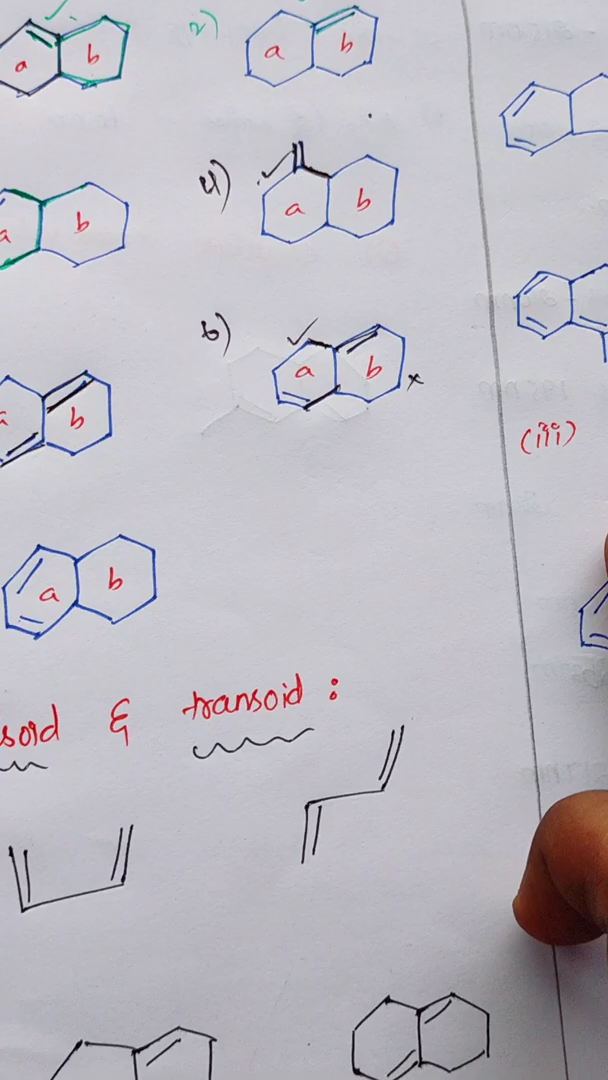 a b
2) a b
4) a b
a b
6) a b x
a b
(iii)
a b
soid & transoid :